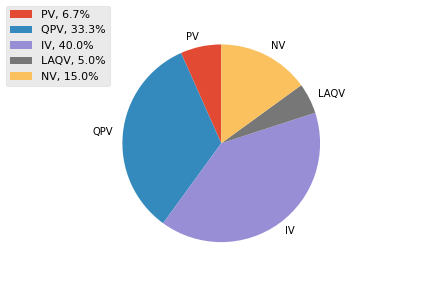 PV, 6.7%
QPV, 33.3%
IV, 40.0%
LAQV, 5.0%
NV, 15.0%
PV
NV
LAQV
QPV
IV